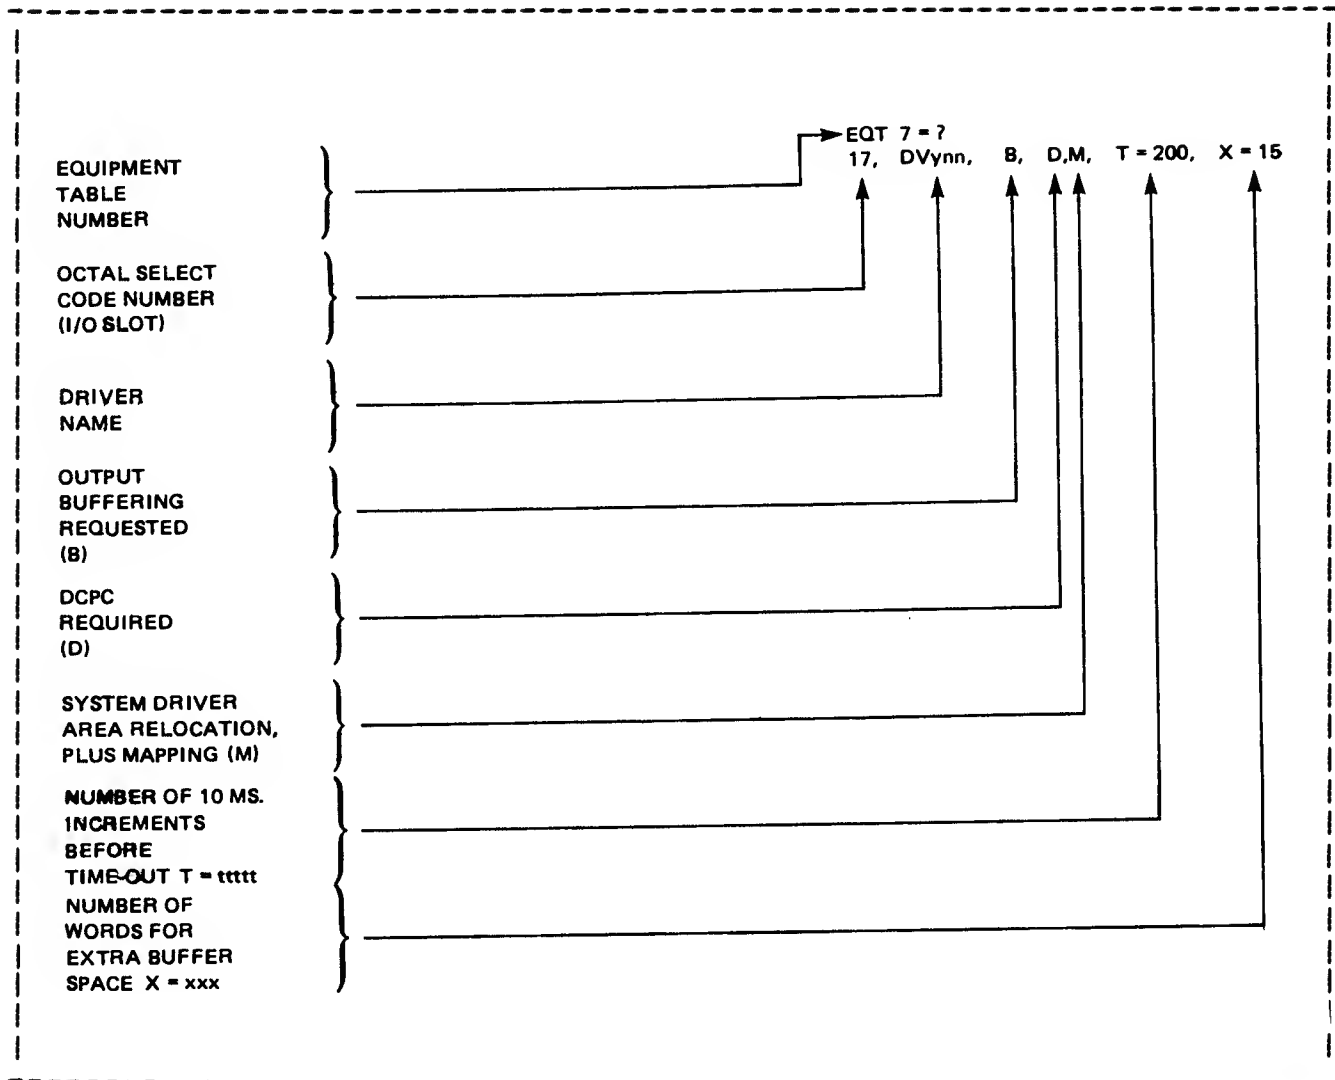 EQT 7 = ?
17, DVynn, B, D,M, T = 200, X = 15
EQUIPMENT
TABLE
NUMBER
OCTAL SELECT
CODE NUMBER
(I/O SLOT)
DRIVER
NAME
OUTPUT
BUFFERING
REQUESTED
(B)
DCPC
REQUIRED
(D)
SYSTEM DRIVER
AREA RELOCATION,
PLUS MAPPING (M)
NUMBER OF 10 MS.
INCREMENTS
BEFORE
TIME-OUT T = ttttt
NUMBER OF
WORDS FOR
EXTRA BUFFER
SPACE X = xxx